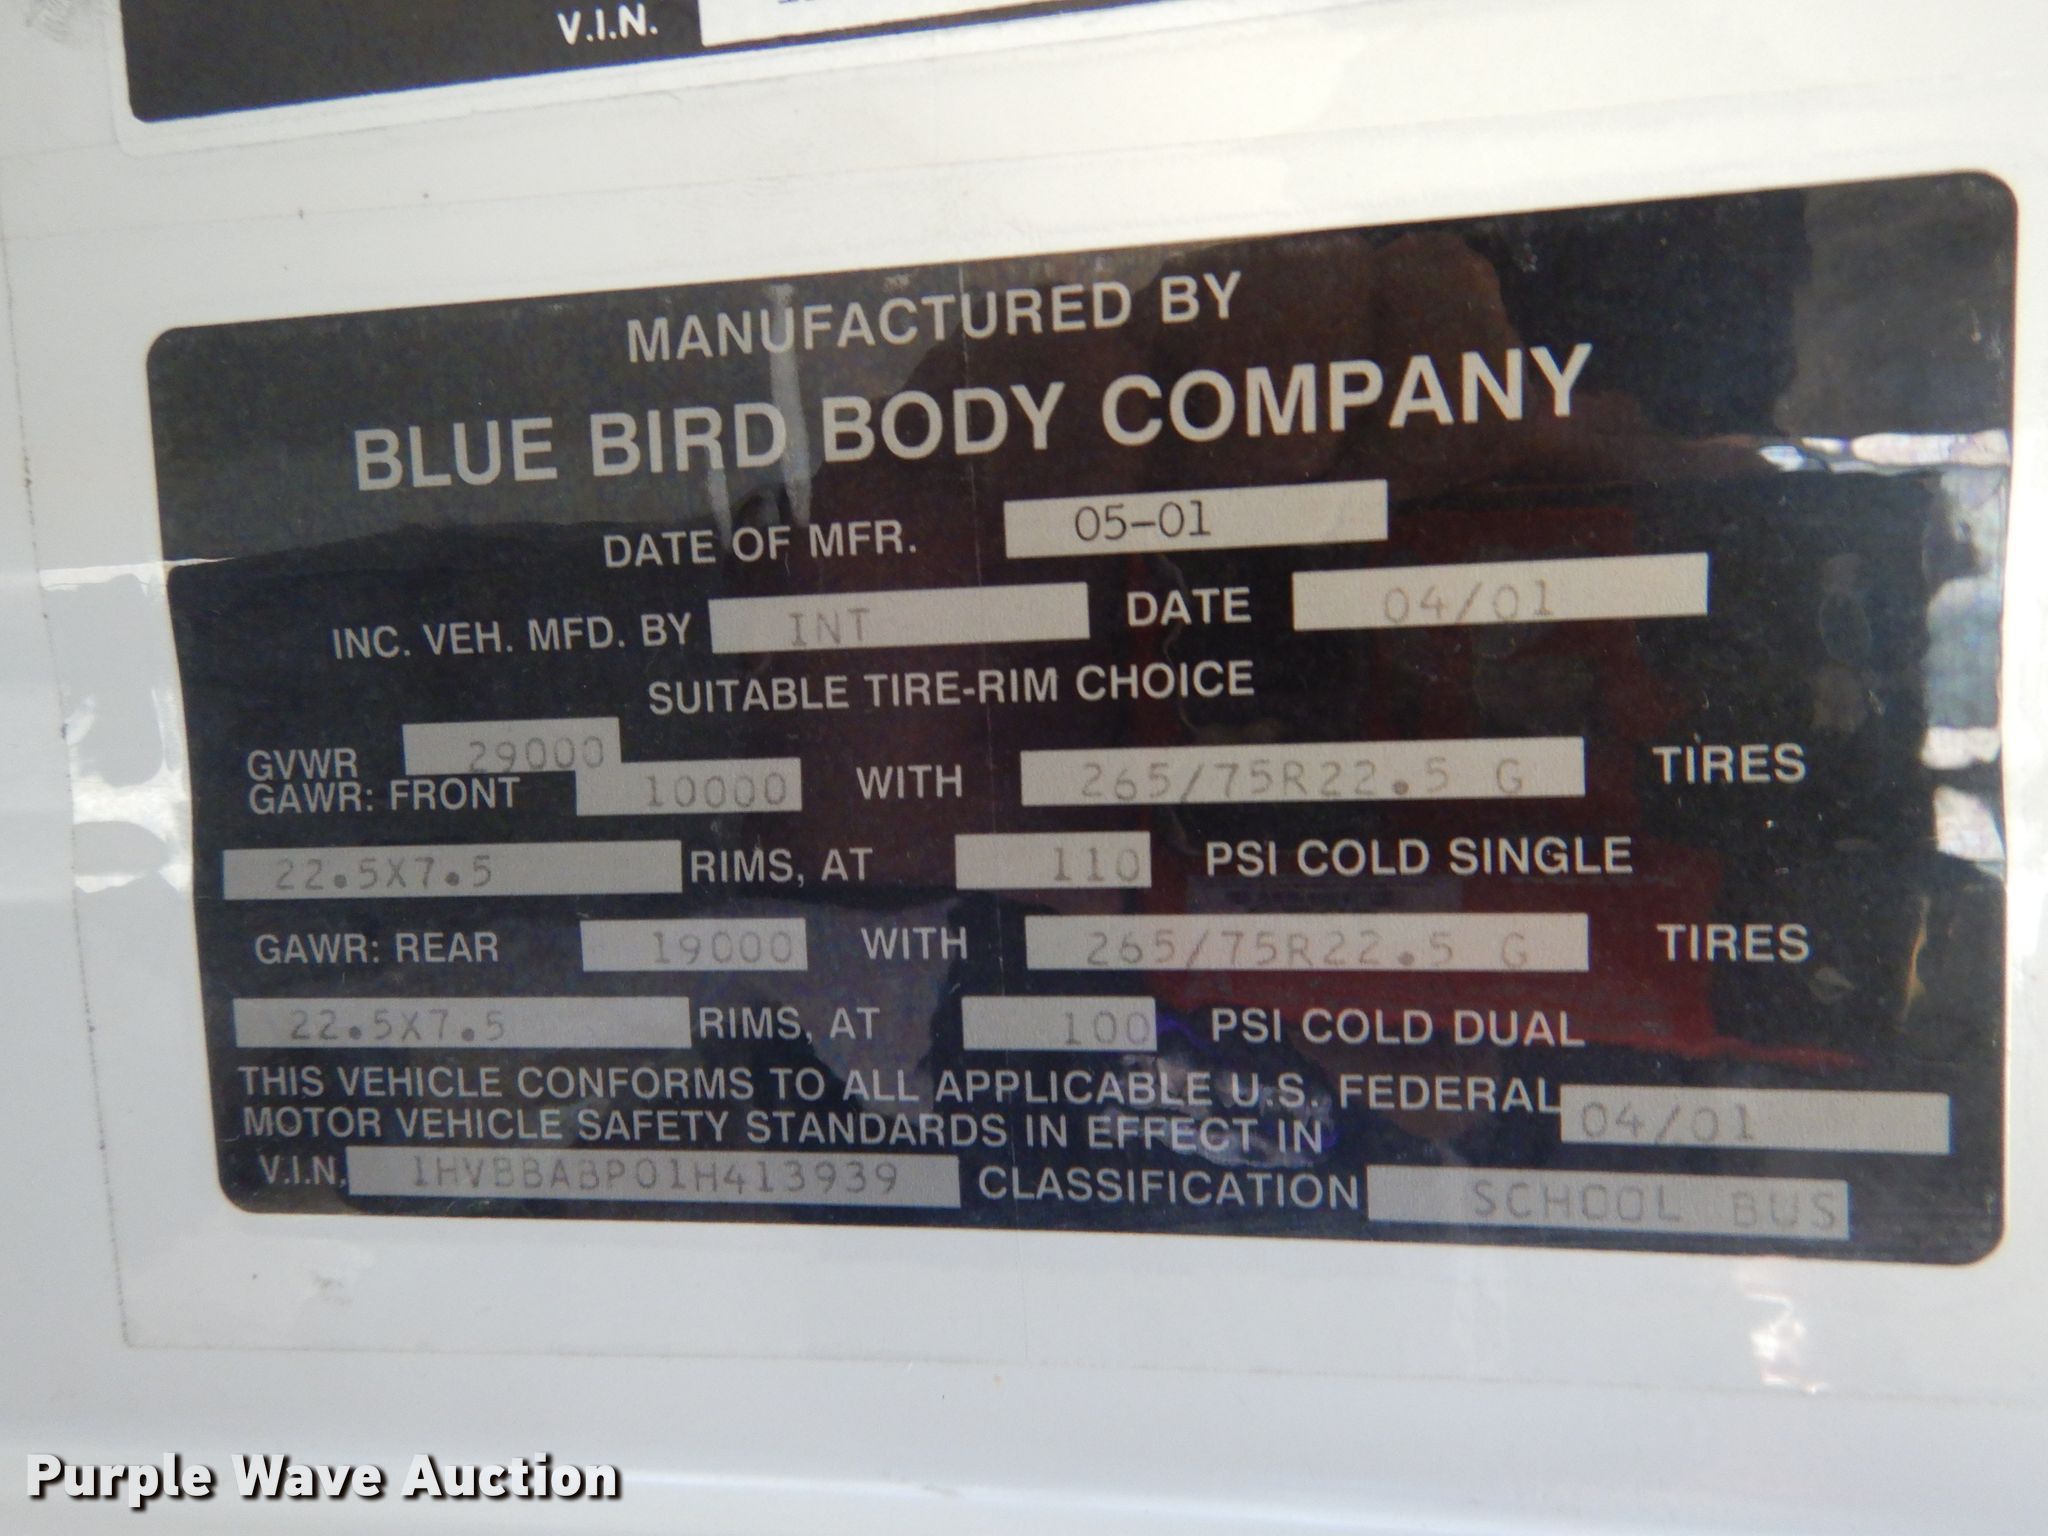 V.I.N.
MANUFACTURED BY
BLUE BIRD BODY COMPANY
DATE OF MFR. 05-01
INC. VEH. MFD. BY INT DATE 04/01
SUITABLE TIRE-RIM CHOICE
GVWR 29000
GAWR: FRONT 10000 WITH 265/75R22.5 G TIRES
22.5X7.5 RIMS, AT 110 PSI COLD SINGLE
GAWR: REAR 19000 WITH 265/75R22.5 G TIRES
22.5X7.5 RIMS, AT 100 PSI COLD DUAL
THIS VEHICLE CONFORMS TO ALL APPLICABLE U.S. FEDERAL
MOTOR VEHICLE SAFETY STANDARDS IN EFFECT IN 04/01
V.I.N. 1HVBBABP01H413939 CLASSIFICATION SCHOOL BUS
Purple Wave Auction